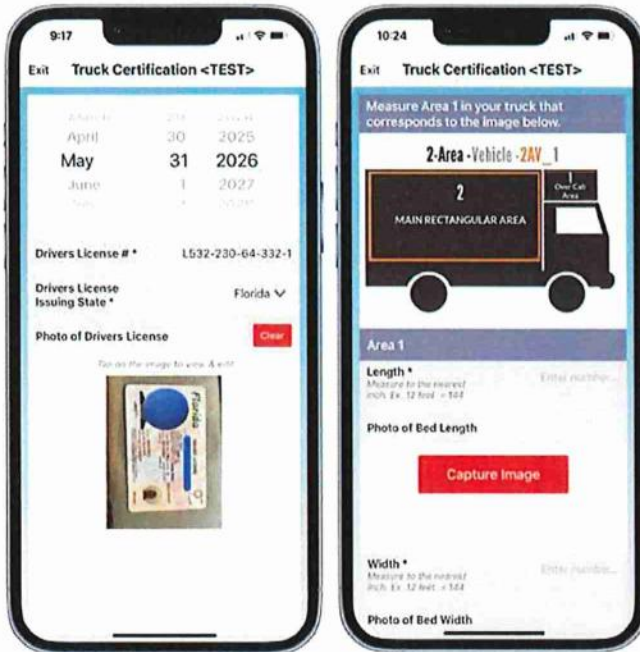 9:17
Exit Truck Certification <TEST>
April 30 2025
May 31 2026
June 1 2027
Drivers License # * L532-230-64-332-1
Drivers License
Issuing State * Florida
Photo of Drivers License Clear
Tap on the image to view & edit
Florida
10:24
Exit Truck Certification <TEST>
Measure Area 1 in your truck that
corresponds to the image below.
2-Area - Vehicle - 2AV_1
1
Over Cab
Area
2
MAIN RECTANGULAR AREA
Area 1
Length * Enter number...
Measure to the nearest
inch. Ex. 12 feet = 144
Photo of Bed Length
Capture Image
Width * Enter number...
Measure to the nearest
inch. Ex. 12 feet = 144
Photo of Bed Width